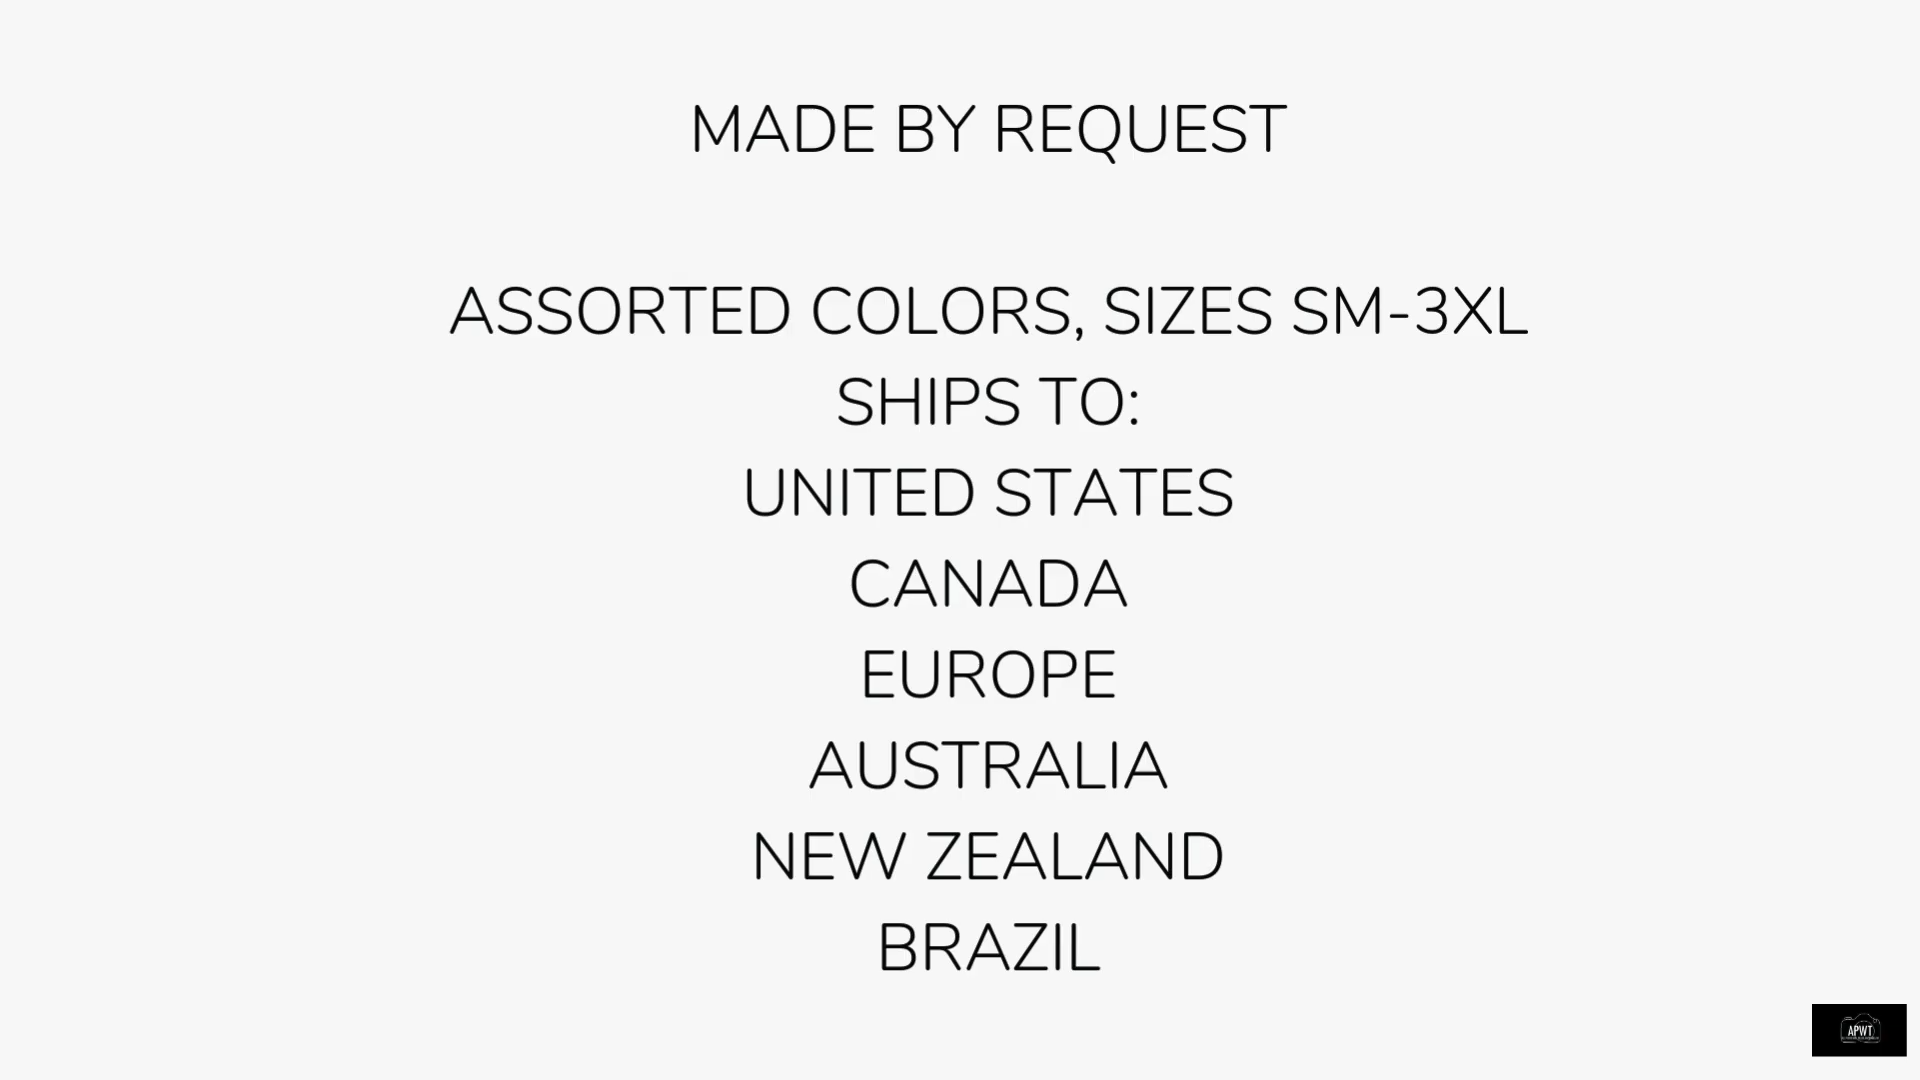 MADE BY REQUEST
ASSORTED COLORS, SIZES SM-3XL
SHIPS TO:
UNITED STATES
CANADA
EUROPE
AUSTRALIA
NEW ZEALAND
BRAZIL
APWT